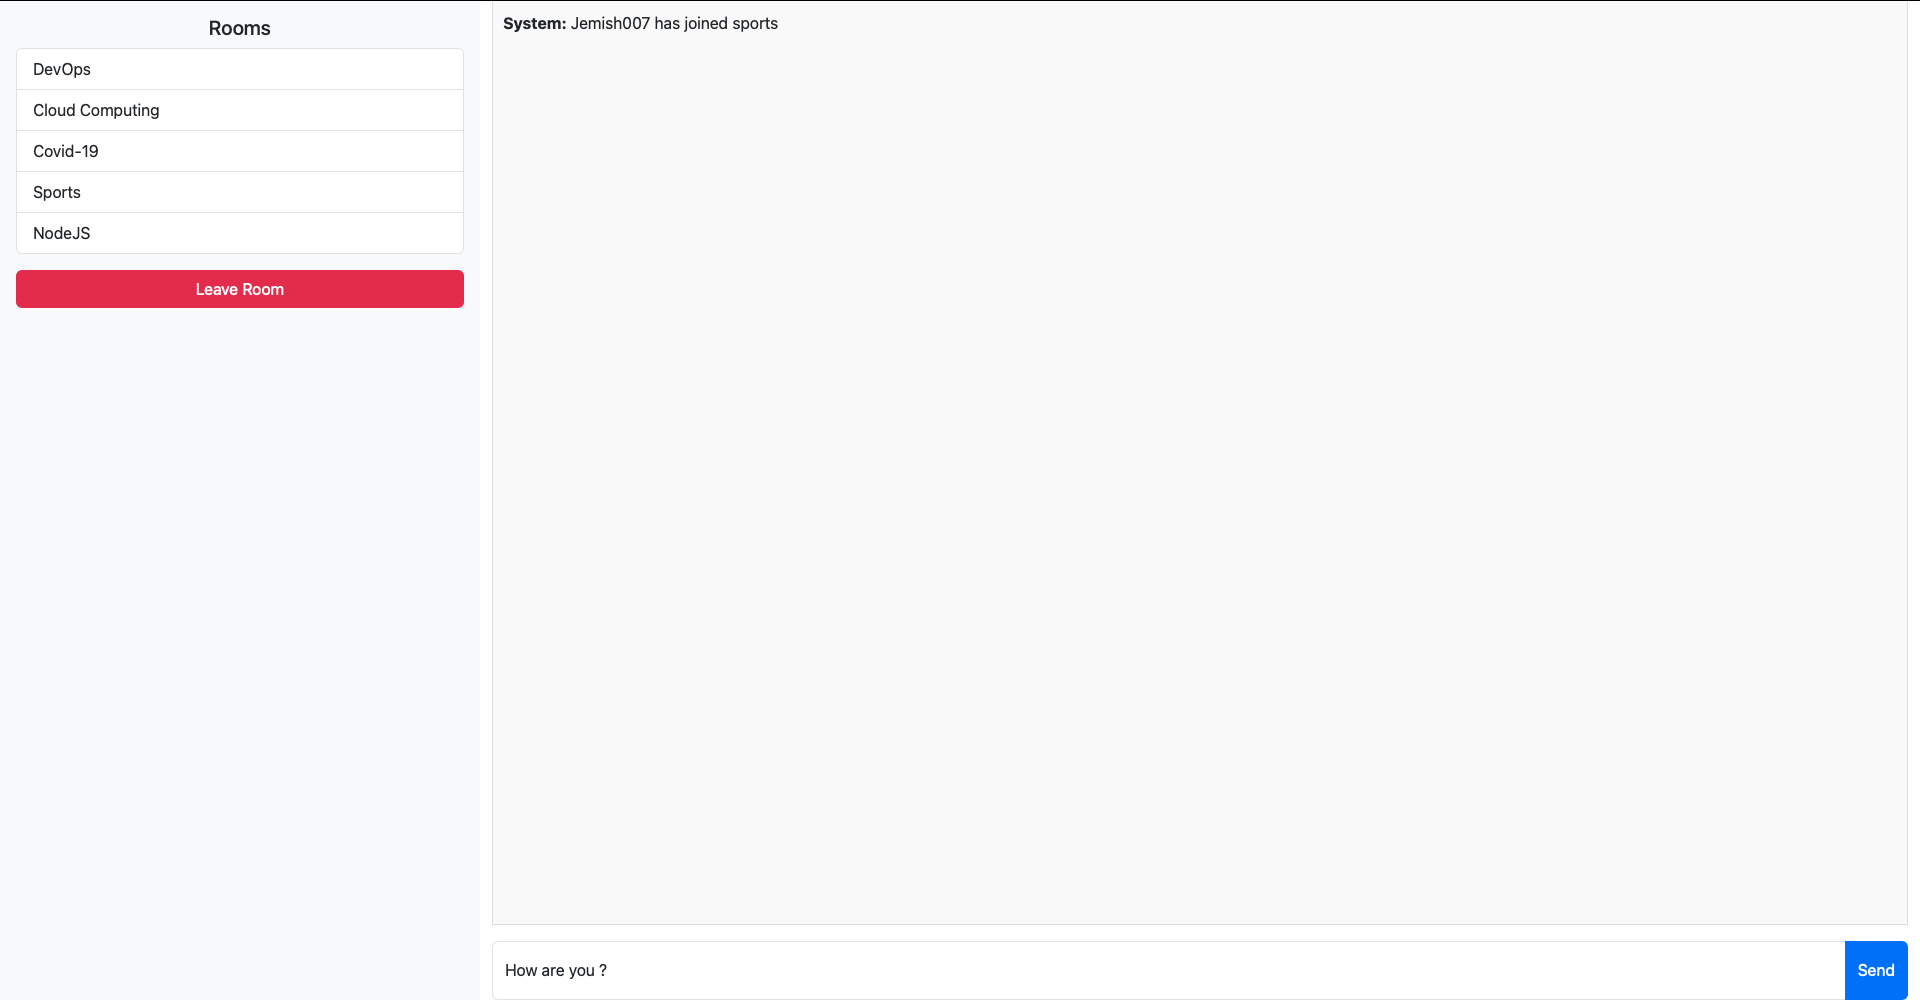 Rooms
DevOps
Cloud Computing
Covid-19
Sports
NodeJS
Leave Room
System: Jemish007 has joined sports
How are you ?
Send